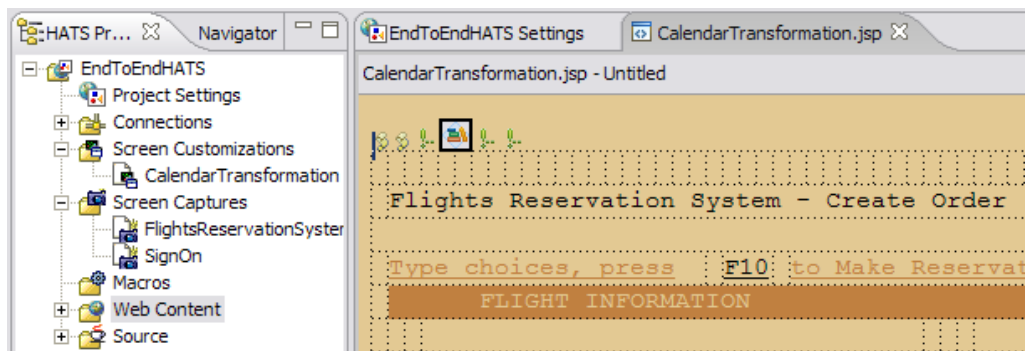 HATS Pr... Navigator
EndToEndHATS
Project Settings
Connections
Screen Customizations
CalendarTransformation
Screen Captures
FlightsReservationSyster
SignOn
Macros
Web Content
Source
EndToEndHATS Settings CalendarTransformation.jsp
CalendarTransformation.jsp - Untitled
Flights Reservation System - Create Order
Type choices, press F10 to Make Reservat
FLIGHT INFORMATION